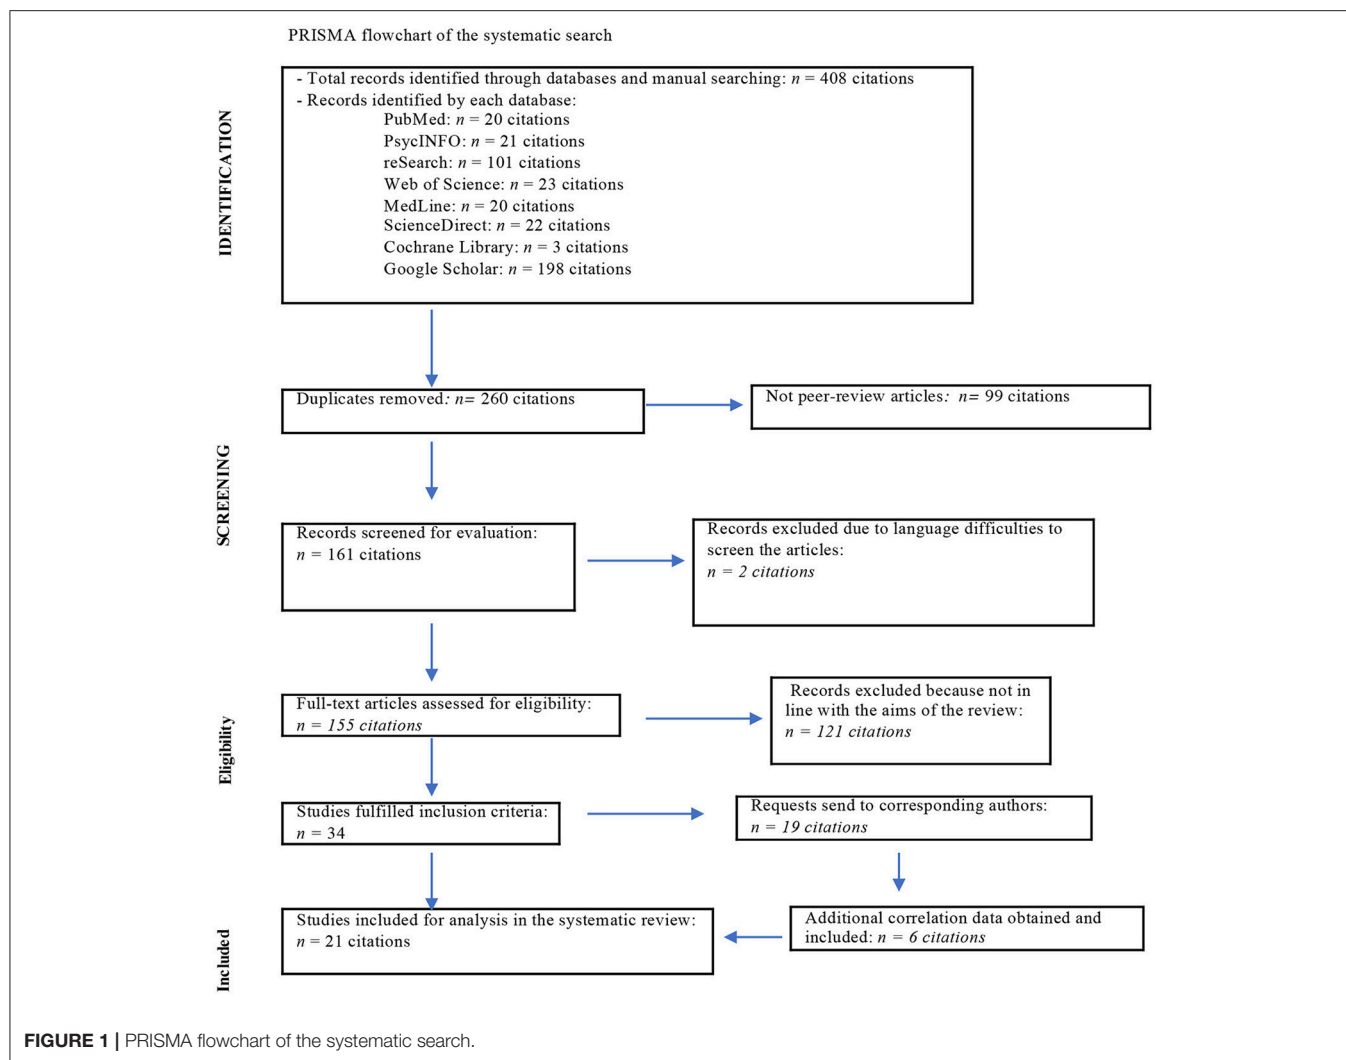 PRISMA flowchart of the systematic search
- Total records identified through databases and manual searching: n = 408 citations
- Records identified by each database:
PubMed: n = 20 citations
PsycINFO: n = 21 citations
reSearch: n = 101 citations
Web of Science: n = 23 citations
MedLine: n = 20 citations
ScienceDirect: n = 22 citations
Cochrane Library: n = 3 citations
Google Scholar: n = 198 citations
IDENTIFICATION
Duplicates removed: n= 260 citations
Not peer-review articles: n= 99 citations
SCREENING
Records screened for evaluation:
n = 161 citations
Records excluded due to language difficulties to
screen the articles:
n = 2 citations
Eligibility
Full-text articles assessed for eligibility:
n = 155 citations
Records excluded because not in
line with the aims of the review:
n = 121 citations
Studies fulfilled inclusion criteria:
n = 34
Requests send to corresponding authors:
n = 19 citations
Included
Studies included for analysis in the systematic review:
n = 21 citations
Additional correlation data obtained and
included: n = 6 citations
FIGURE 1 | PRISMA flowchart of the systematic search.